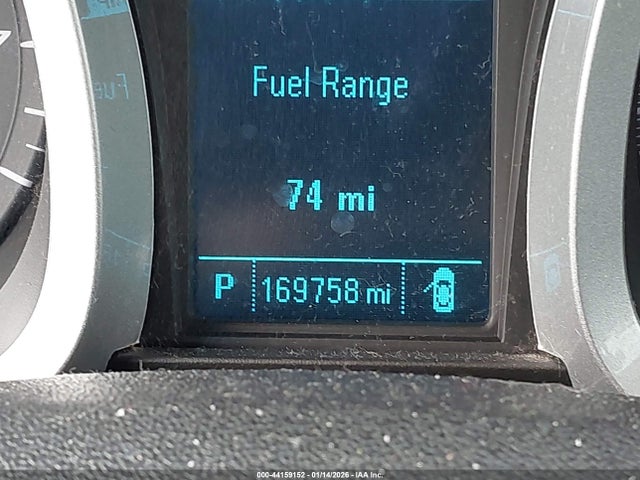 Fuel Range
74 mi
P 169758 mi
000-44159152 - 01/14/2026 - IAA Inc.